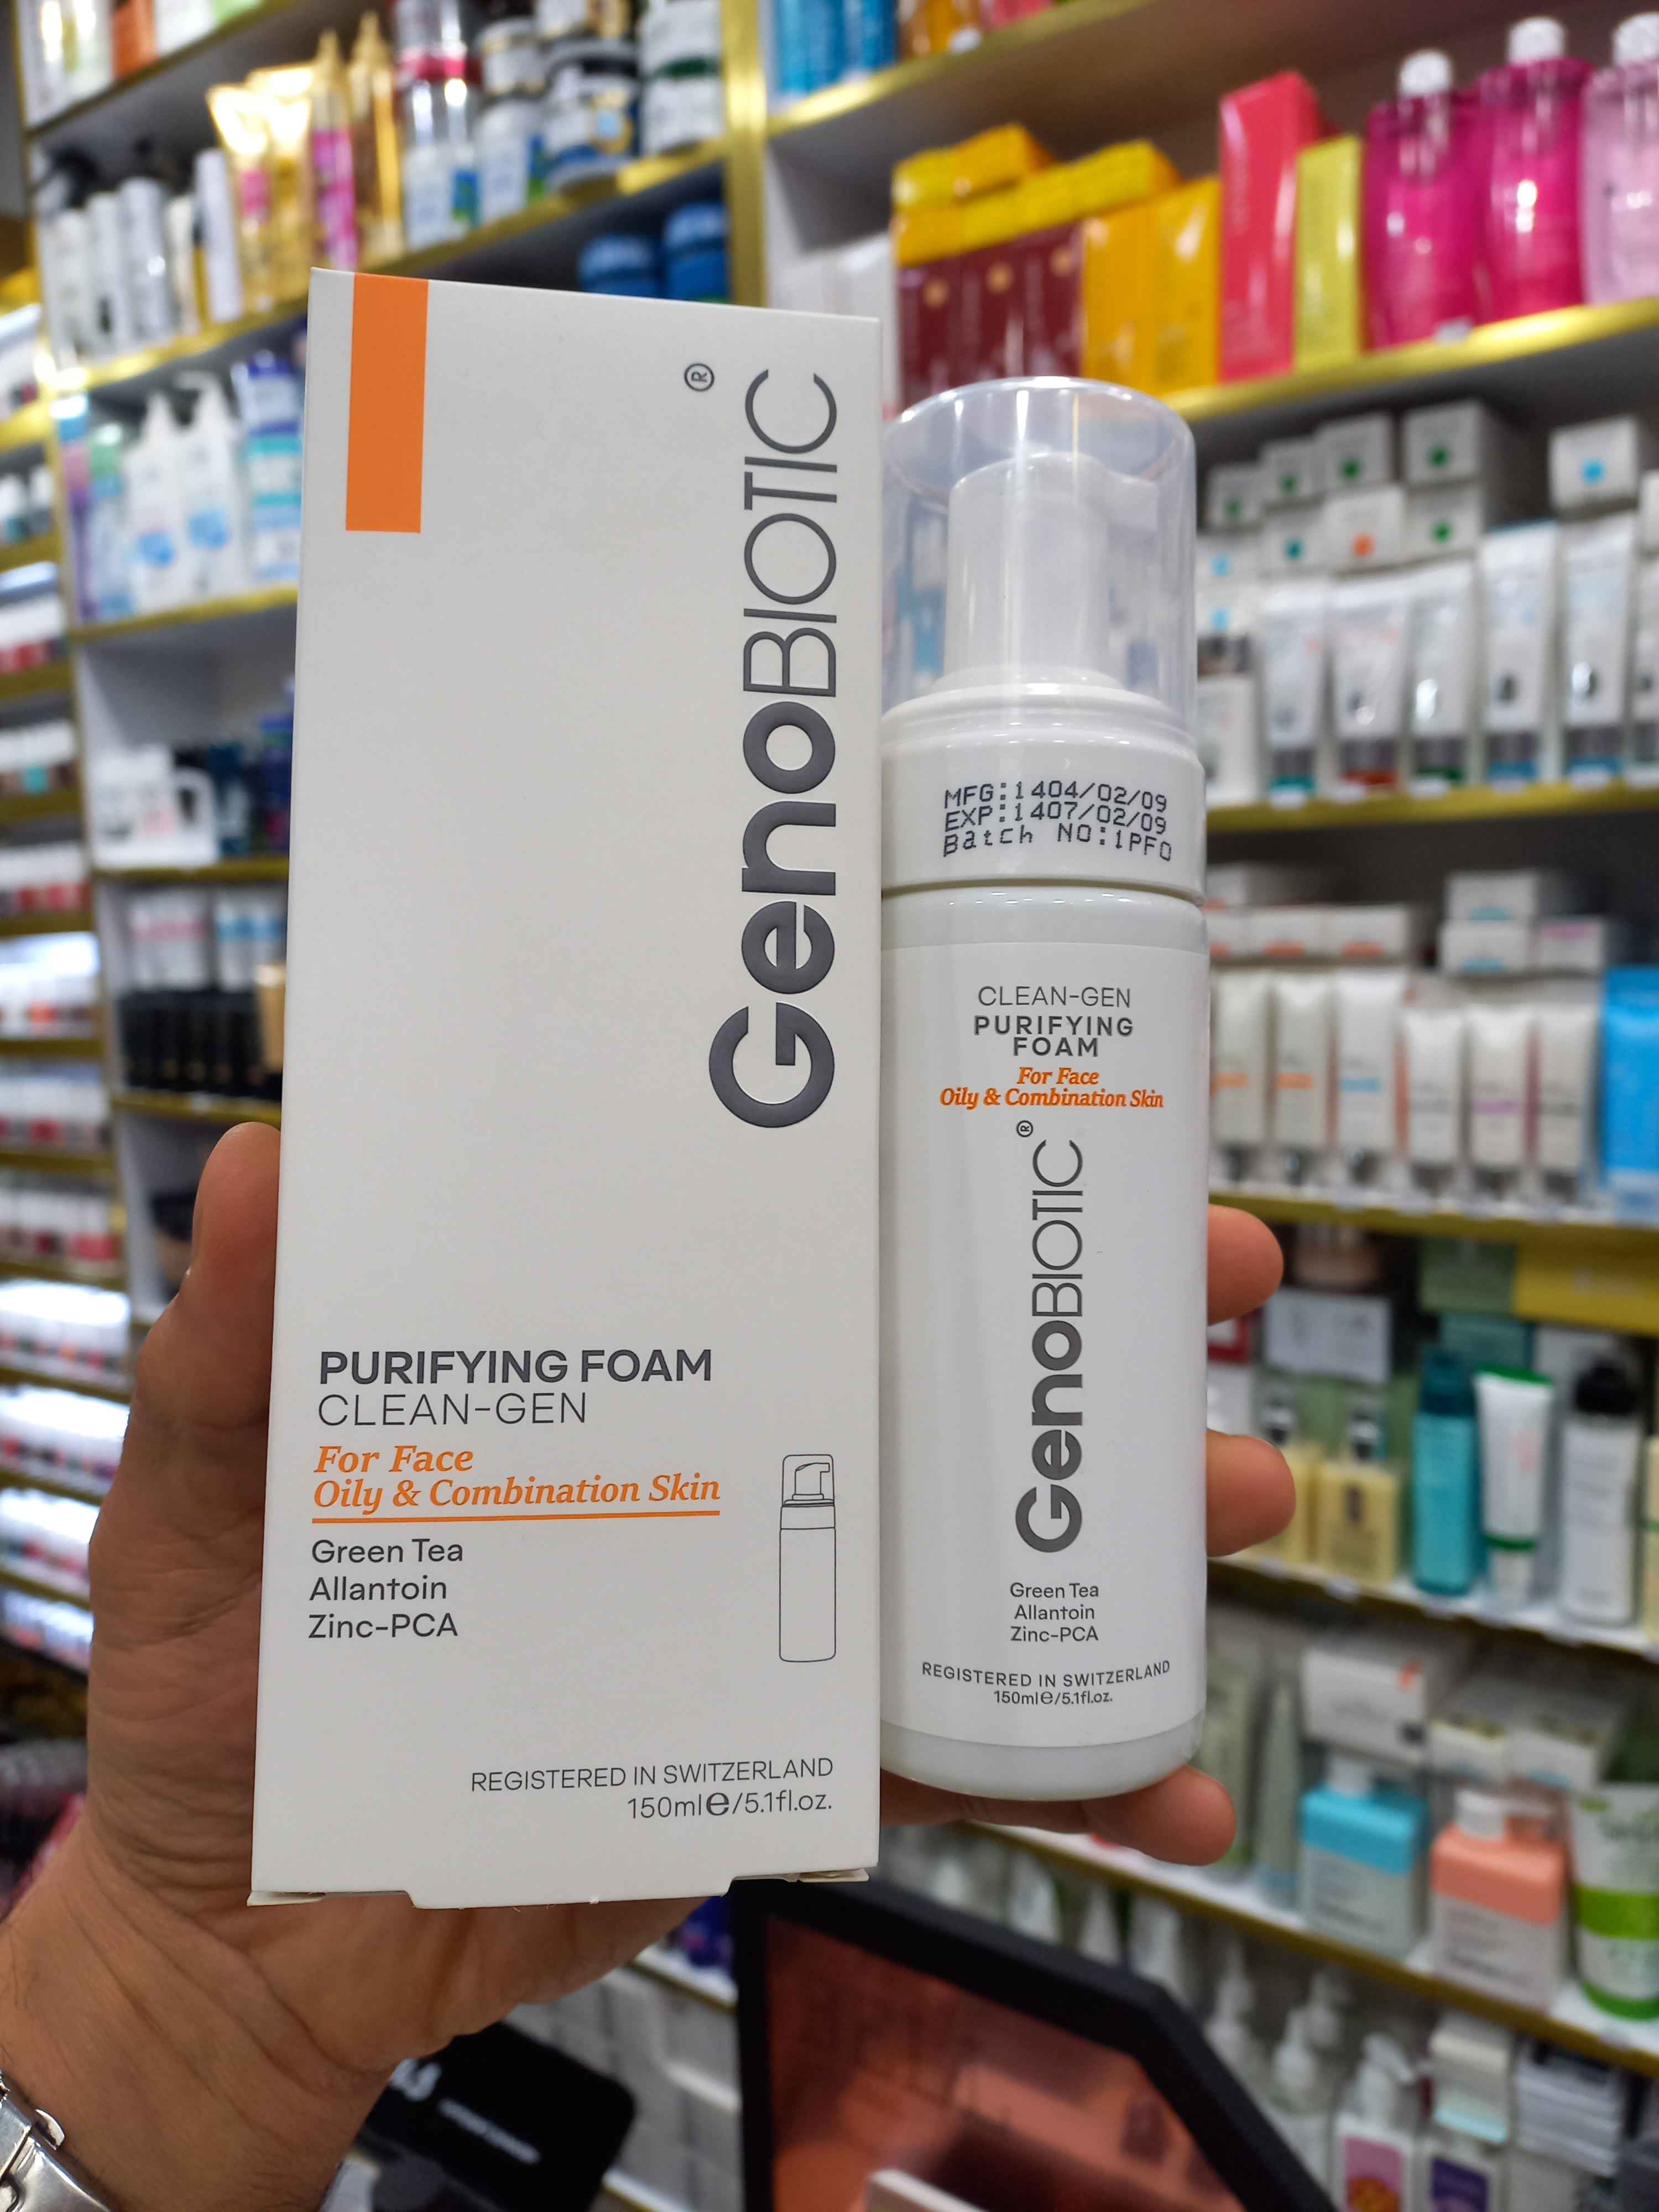 GenoBIOTIC®
PURIFYING FOAM
CLEAN-GEN
For Face
Oily & Combination Skin
Green Tea
Allantoin
Zinc-PCA
REGISTERED IN SWITZERLAND
150ml℮/5.1fl.oz.
MFG:1404/02/09
EXP:1407/02/09
Batch NO:1PFO
CLEAN-GEN
PURIFYING
FOAM
For Face
Oily & Combination Skin
GenoBIOTIC®
Green Tea
Allantoin
Zinc-PCA
REGISTERED IN SWITZERLAND
150ml℮/5.1fl.oz.